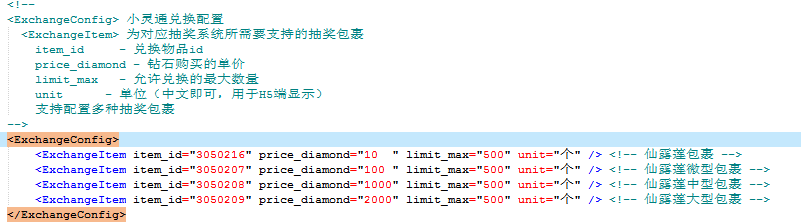 <!--
<ExchangeConfig> 小灵通兑换配置
  <ExchangeItem> 为对应抽奖系统所需要支持的抽奖包裹
    item_id       - 兑换物品id
    price_diamond - 钻石购买的单价
    limit_max     - 允许兑换的最大数量
    unit          - 单位（中文即可，用于H5端显示）
    支持配置多种抽奖包裹
-->
<ExchangeConfig>
    <ExchangeItem item_id="3050216" price_diamond="10  " limit_max="500" unit="个" /> <!-- 仙露莲包裹 -->
    <ExchangeItem item_id="3050207" price_diamond="100 " limit_max="500" unit="个" /> <!-- 仙露莲微型包裹 -->
    <ExchangeItem item_id="3050208" price_diamond="1000" limit_max="500" unit="个" /> <!-- 仙露莲中型包裹 -->
    <ExchangeItem item_id="3050209" price_diamond="2000" limit_max="500" unit="个" /> <!-- 仙露莲大型包裹 -->
</ExchangeConfig>